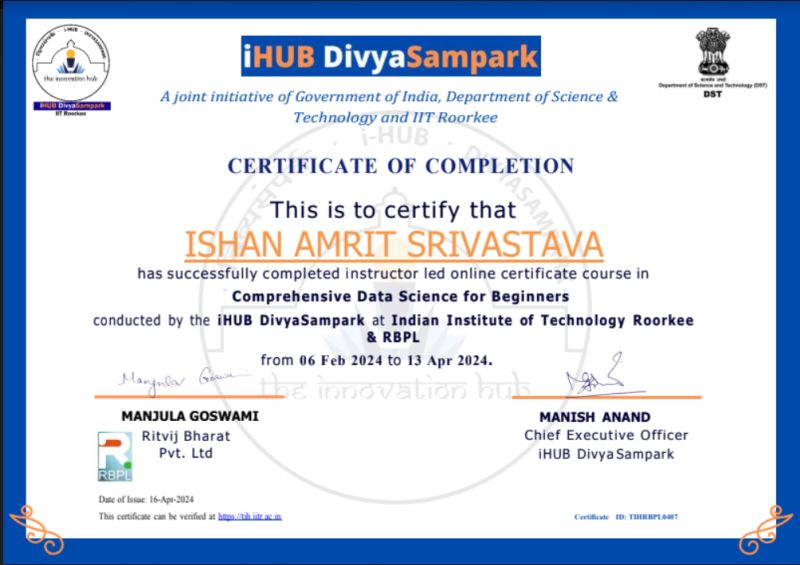 the innovation hub
iHUB DivyaSampark
IIT Roorkee
iHUB DivyaSampark
Department of Science and Technology (DST)
DST
A joint initiative of Government of India, Department of Science &
Technology and IIT Roorkee
i-HUB
DIVYASAMPARK
CERTIFICATE OF COMPLETION
This is to certify that
ISHAN AMRIT SRIVASTAVA
has successfully completed instructor led online certificate course in
Comprehensive Data Science for Beginners
conducted by the iHUB DivyaSampark at Indian Institute of Technology Roorkee
& RBPL
from 06 Feb 2024 to 13 Apr 2024.
the innovation hub
MANJULA GOSWAMI
Ritvij Bharat
Pvt. Ltd
RBPL
MANISH ANAND
Chief Executive Officer
iHUB DivyaSampark
Date of Issue: 16-Apr-2024
This certificate can be verified at https://tih.iitr.ac.in
Certificate ID: TIHRBPL0407